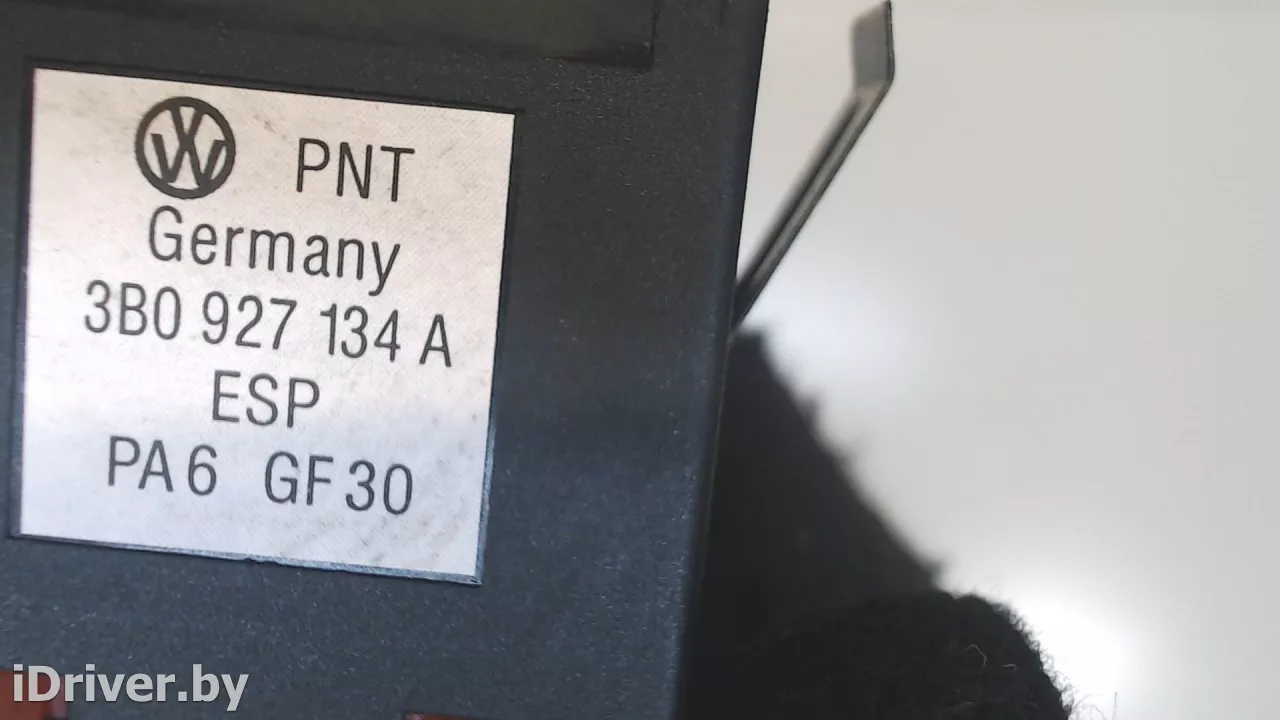 PNT
Germany
3B0 927 134 A
ESP
PA6 GF30
iDriver.by